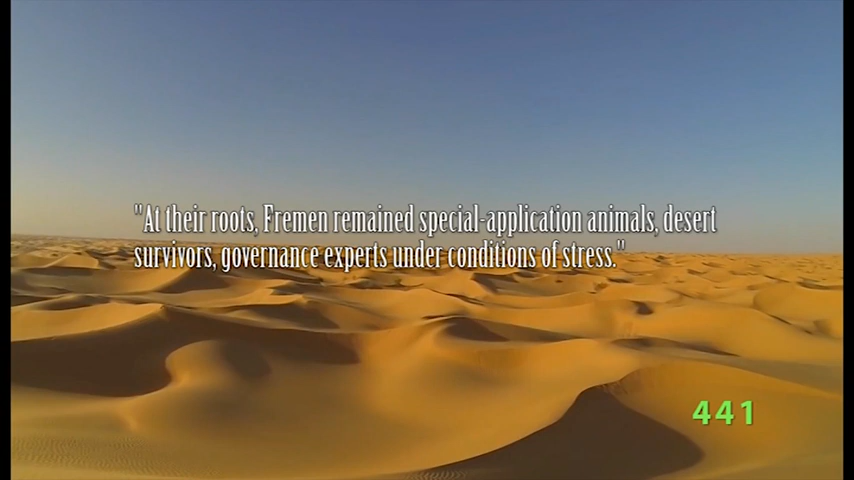 "At their roots, Fremen remained special-application animals, desert
survivors, governance experts under conditions of stress."
441